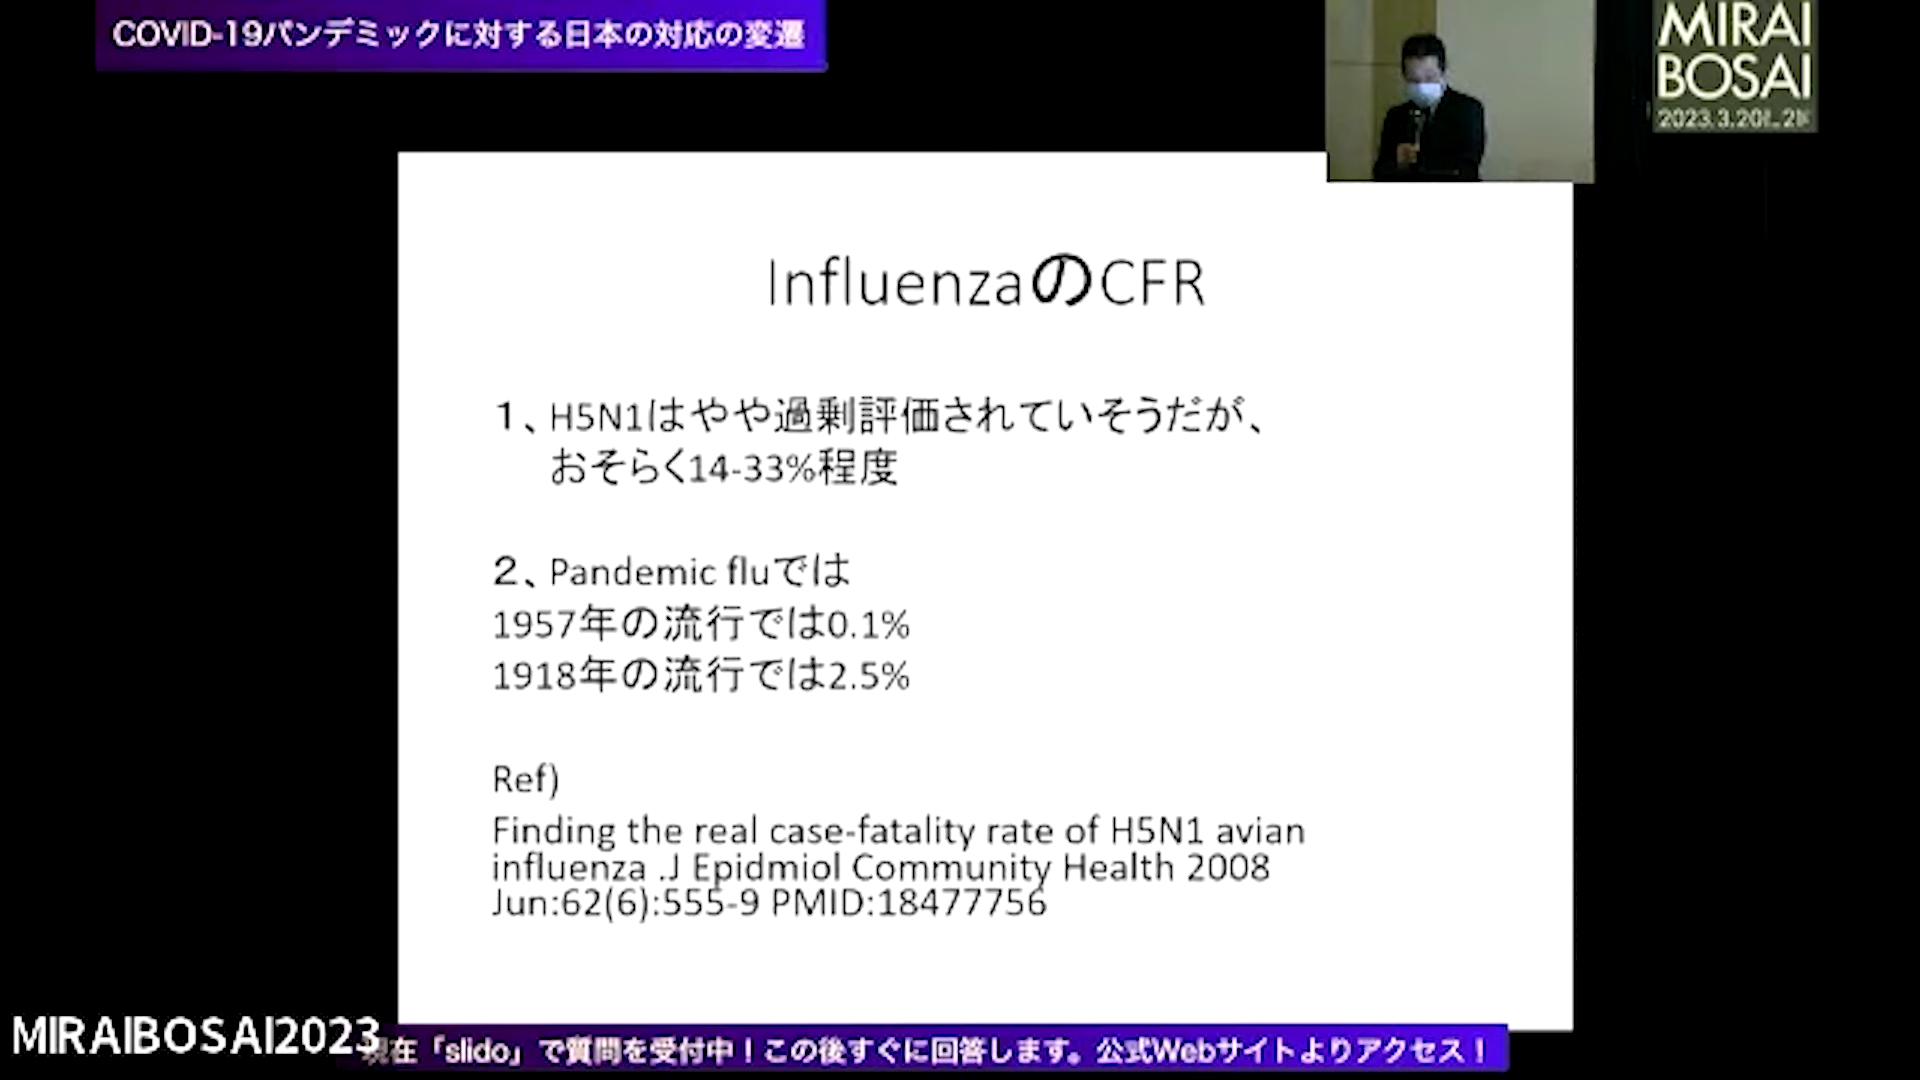 COVID-19パンデミックに対する日本の対応の変遷
MIRAI
BOSAI
InfluenzaのCFR
１、H5N1はやや過剰評価されていそうだが、
おそらく14-33%程度
２、Pandemic fluでは
1957年の流行では0.1%
1918年の流行では2.5%
Ref)
Finding the real case-fatality rate of H5N1 avian
influenza .J Epidmiol Community Health 2008
Jun:62(6):555-9 PMID:18477756
MIRAIBOSAI2023
現在「slido」で質問を受付中！この後すぐに回答します。公式Webサイトよりアクセス！